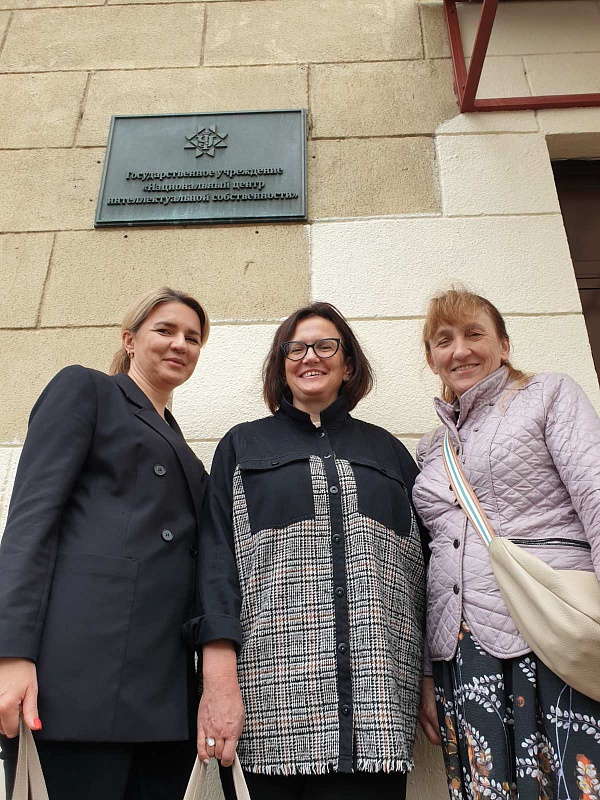 Государственное учреждение
«Национальный центр
интеллектуальной собственности»